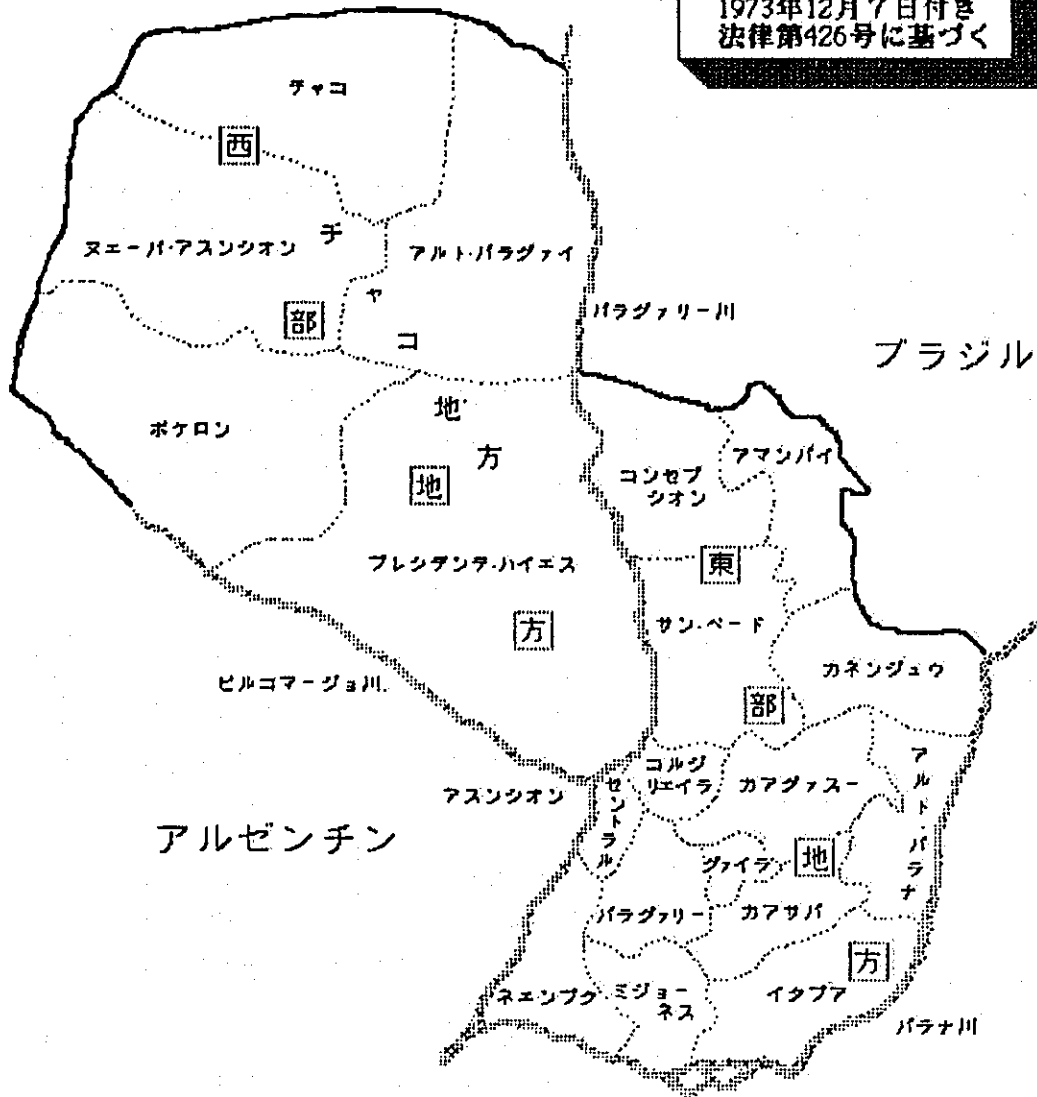 1973年12月7日付き
法律第426号に基づく
チャコ
西
ヌエーバ・アスンシオン
チ
アルト・パラグァイ
ャ
部
パラグァリー川
コ
ブラジル
地
ボケロン
方
アマンバイ
コンセプ
シオン
地
プレシデンテ・ハイエス
東
方
サン・ペード
カネンジュウ
ピルコマージョ川
部
コルジ
リエイラ
カアグァスー
アルト・パラナ
アスンシオン
セントラル
アルゼンチン
グァイラ
地
パラグァリー
カアサパ
方
ネエンブク
ミジョー
ネス
イタプア
パラナ川